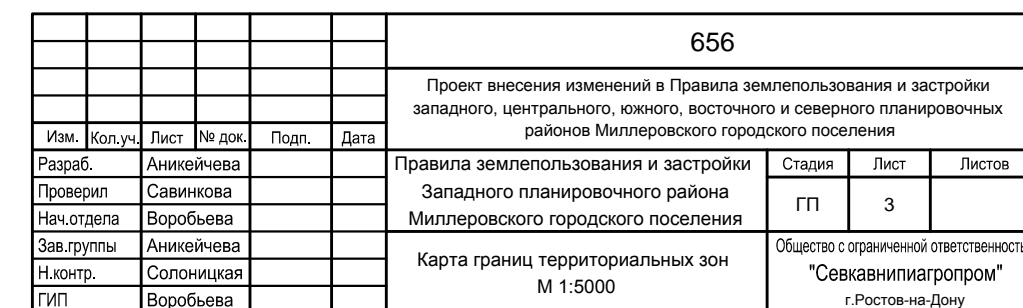 656
Проект внесения изменений в Правила землепользования и застройки
западного, центрального, южного, восточного и северного планировочных
районов Миллеровского городского поселения
Изм. Кол.уч. Лист № док. Подп. Дата
Разраб. Аникейчева
Проверил Савинкова
Нач.отдела Воробьева
Зав.группы Аникейчева
Н.контр. Солоницкая
ГИП Воробьева
Правила землепользования и застройки
Западного планировочного района
Миллеровского городского поселения
Стадия Лист Листов
ГП 3
Карта границ территориальных зон
М 1:5000
Общество с ограниченной ответственность
"Севкавнипиагропром"
г.Ростов-на-Дону